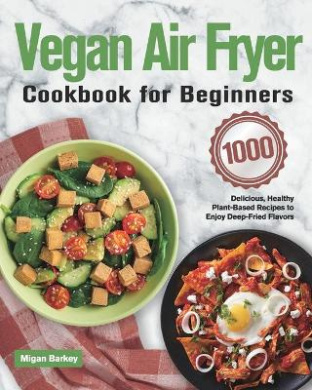 Vegan Air Fryer
Cookbook for Beginners
1000
Delicious, Healthy
Plant-Based Recipes to
Enjoy Deep-Fried Flavors
Migan Barkey